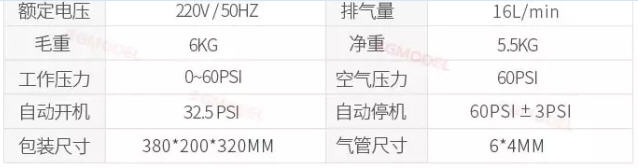 额定电压 220V/50HZ 排气量 16L/min
毛重 6KG 净重 5.5KG
工作压力 0~60PSI 空气压力 60PSI
自动开机 32.5 PSI 自动停机 60PSI±3PSI
包装尺寸 380*200*320MM 气管尺寸 6*4MM